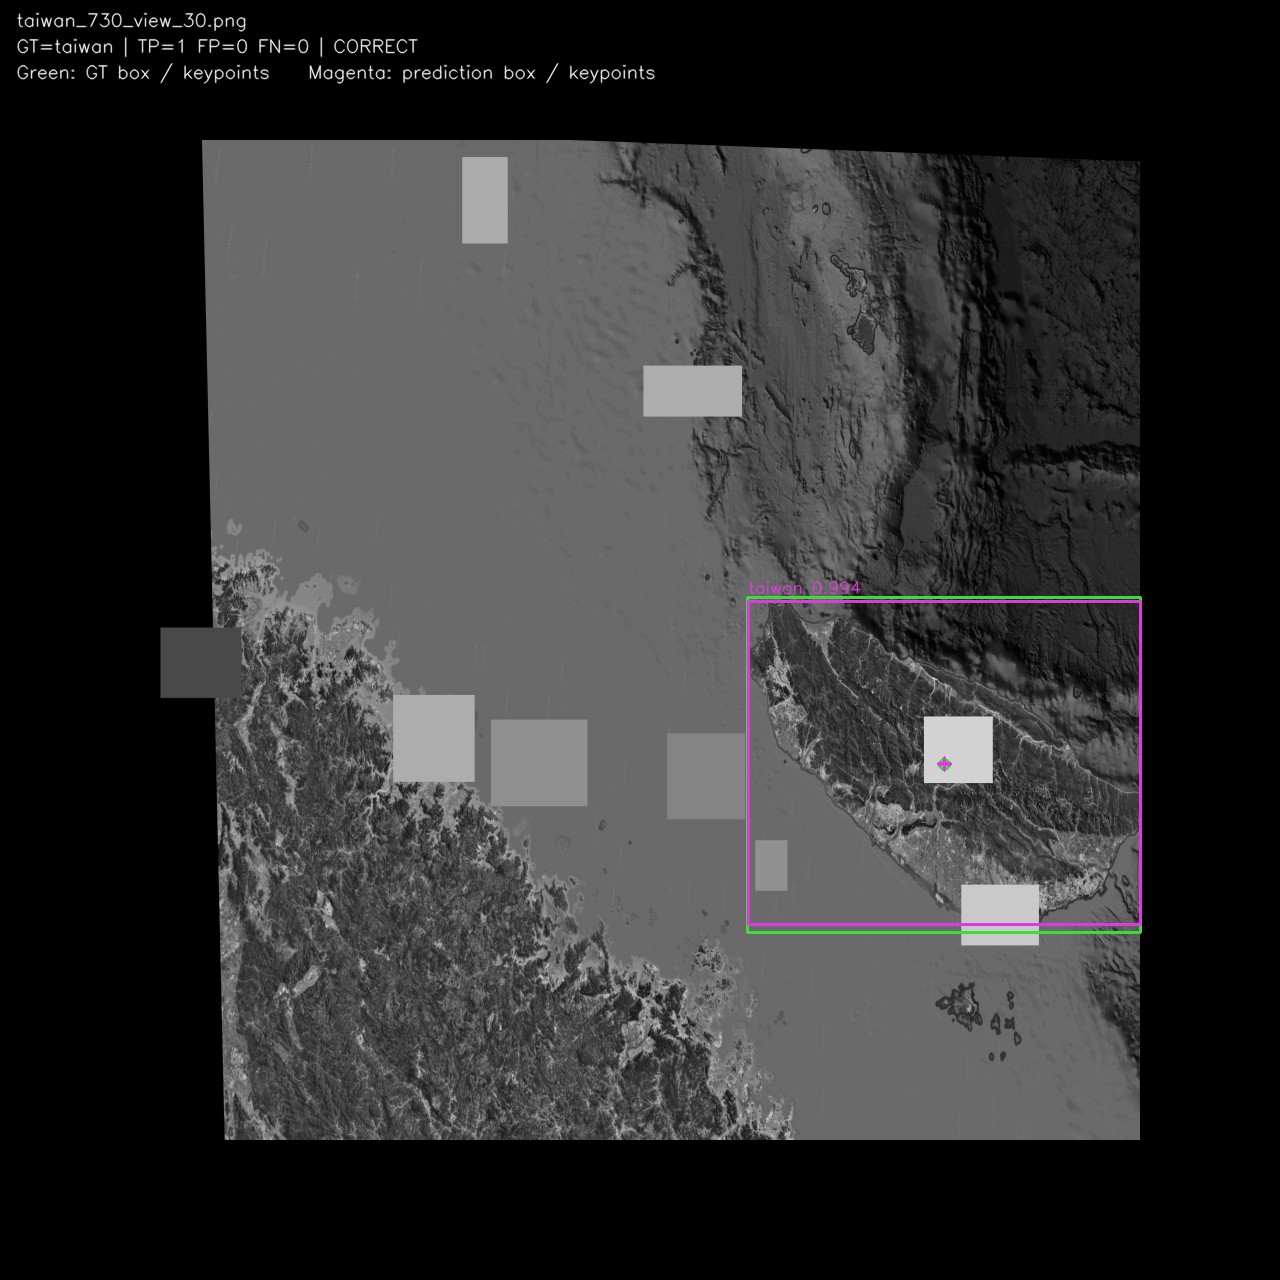 taiwan_730_view_30.png
GT=taiwan | TP=1 FP=0 FN=0 | CORRECT
Green: GT box / keypoints    Magenta: prediction box / keypoints
taiwan 0.994